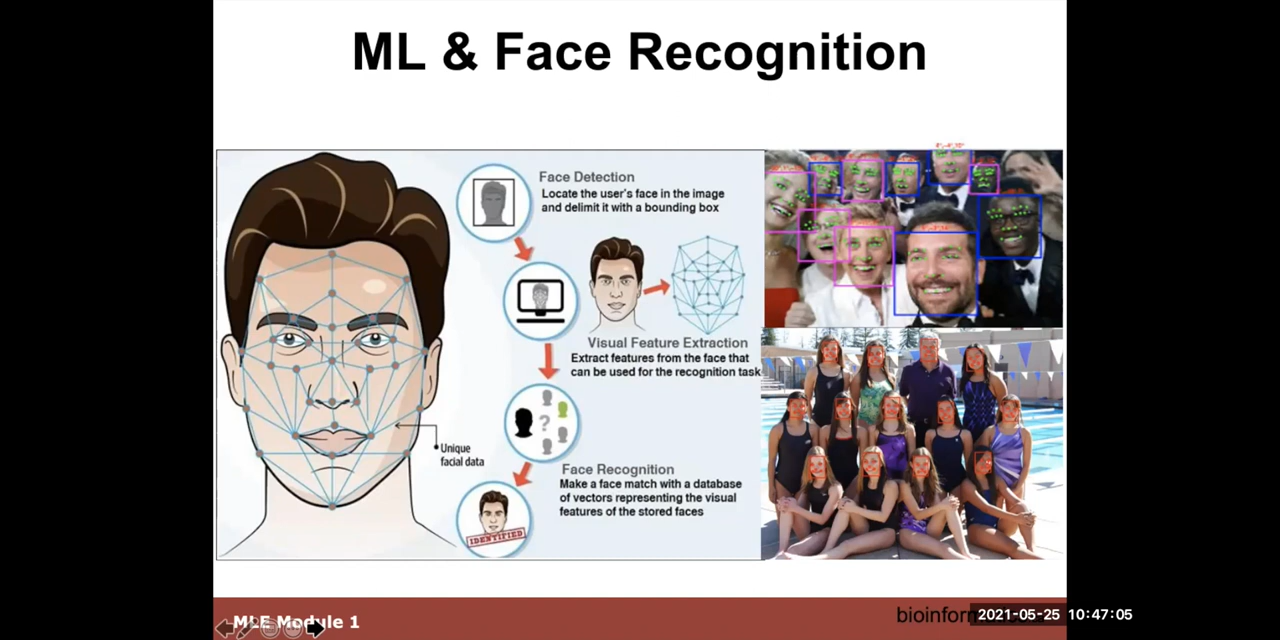 ML & Face Recognition
Face Detection
Locate the user's face in the image
and delimit it with a bounding box
Visual Feature Extraction
Extract features from the face that
can be used for the recognition task
Unique
facial data
?
Face Recognition
Make a face match with a database
of vectors representing the visual
features of the stored faces
IDENTIFIED
MLE Module 1
bioinfor
2021-05-25 10:47:05